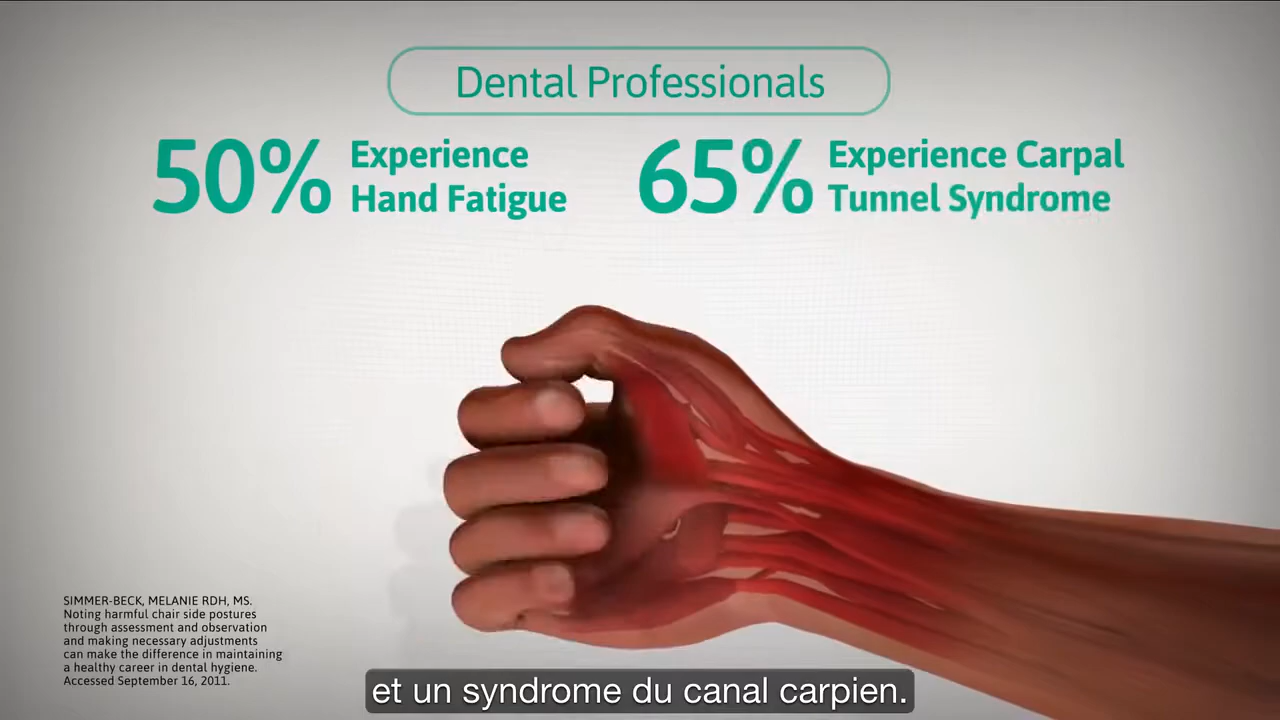 Dental Professionals
50% Experience
Hand Fatigue
65% Experience Carpal
Tunnel Syndrome
SIMMER-BECK, MELANIE RDH, MS.
Noting harmful chair side postures
through assessment and observation
and making necessary adjustments
can make the difference in maintaining
a healthy career in dental hygiene.
Accessed September 16, 2011.
et un syndrome du canal carpien.